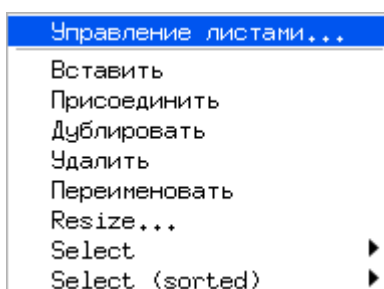 Управление листами...
Вставить
Присоединить
Дублировать
Удалить
Переименовать
Resize...
Select
Select (sorted)